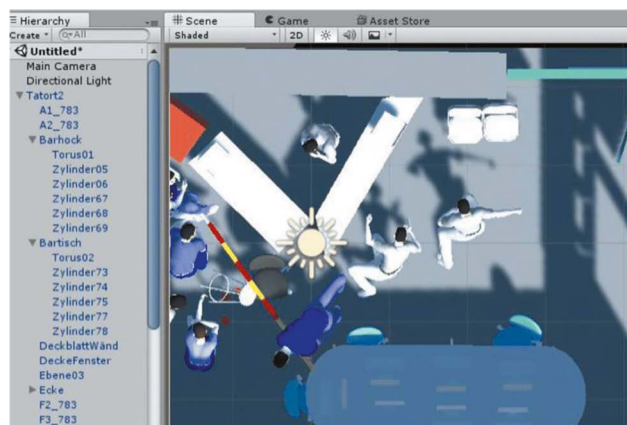 Hierarchy
Scene
Game
Asset Store
Create
All
Shaded
2D
Untitled*
Main Camera
Directional Light
Tatort2
A1_783
A2_783
Barhock
Torus01
Zylinder05
Zylinder06
Zylinder67
Zylinder68
Zylinder69
Bartisch
Torus02
Zylinder73
Zylinder74
Zylinder75
Zylinder77
Zylinder78
DeckblattWänd
DeckeFenster
Ebene03
Ecke
F2_783
F3_783